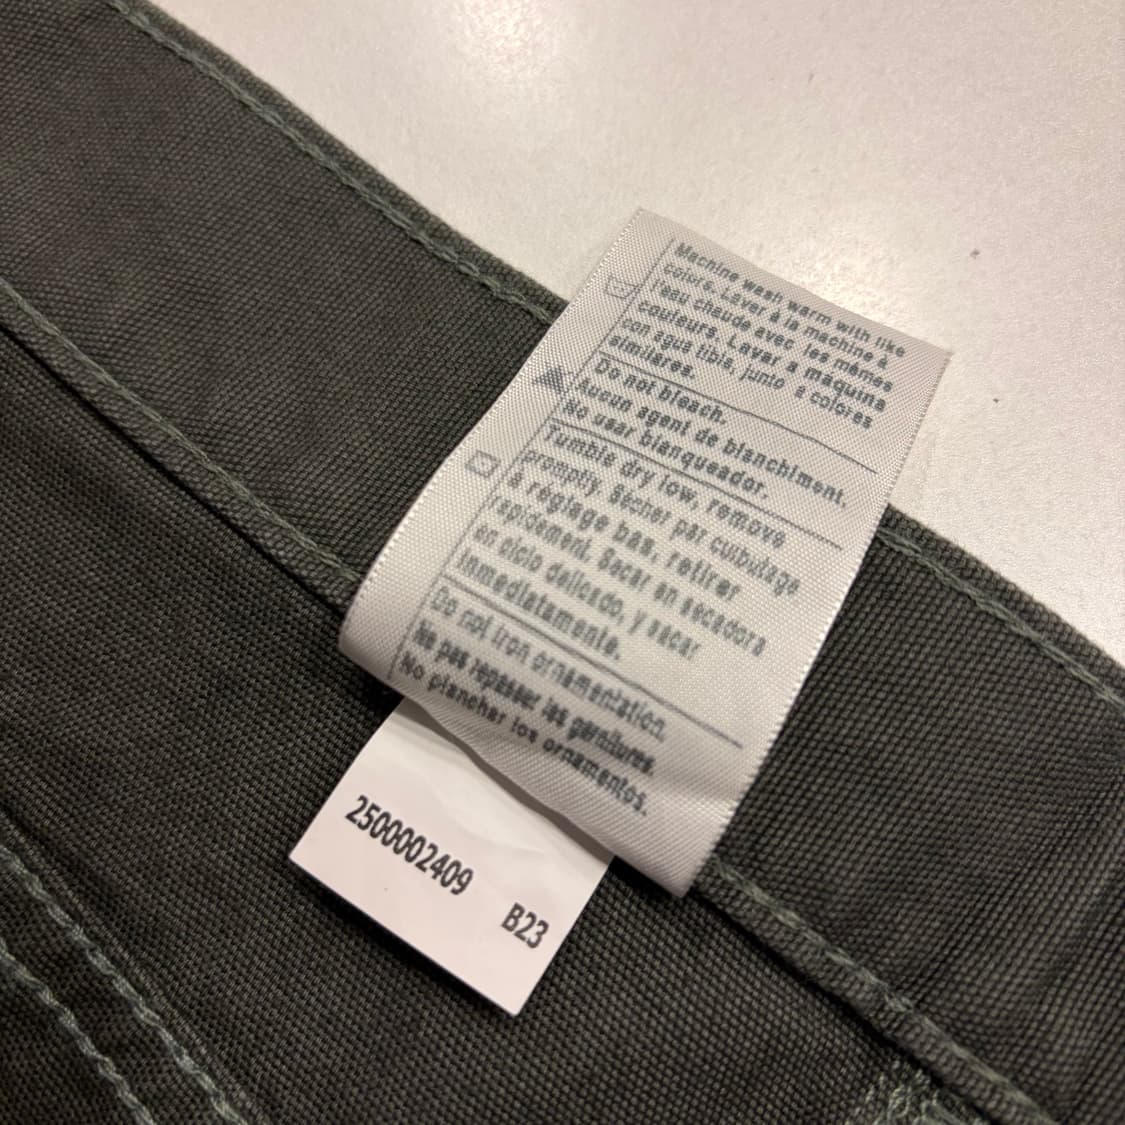 Machine wash warm with like
colors. Laver à la machine à
l'eau chaude avec les mêmes
couleurs. Lavar a maquina
con agua tibia, junto a colores
similares.
Do not bleach.
Aucun agent de blanchiment.
No usar blanqueador.
Tumble dry low, remove
promptly. Sécher par culbutage
à réglage bas. retirer
rapidement. Sacar en secadora
en ciclo delicado, y sacar
inmediatamente.
Do not iron ornamentation.
Ne pas repasser les garnitures.
No planchar los ornamentos.
2500002409
B23